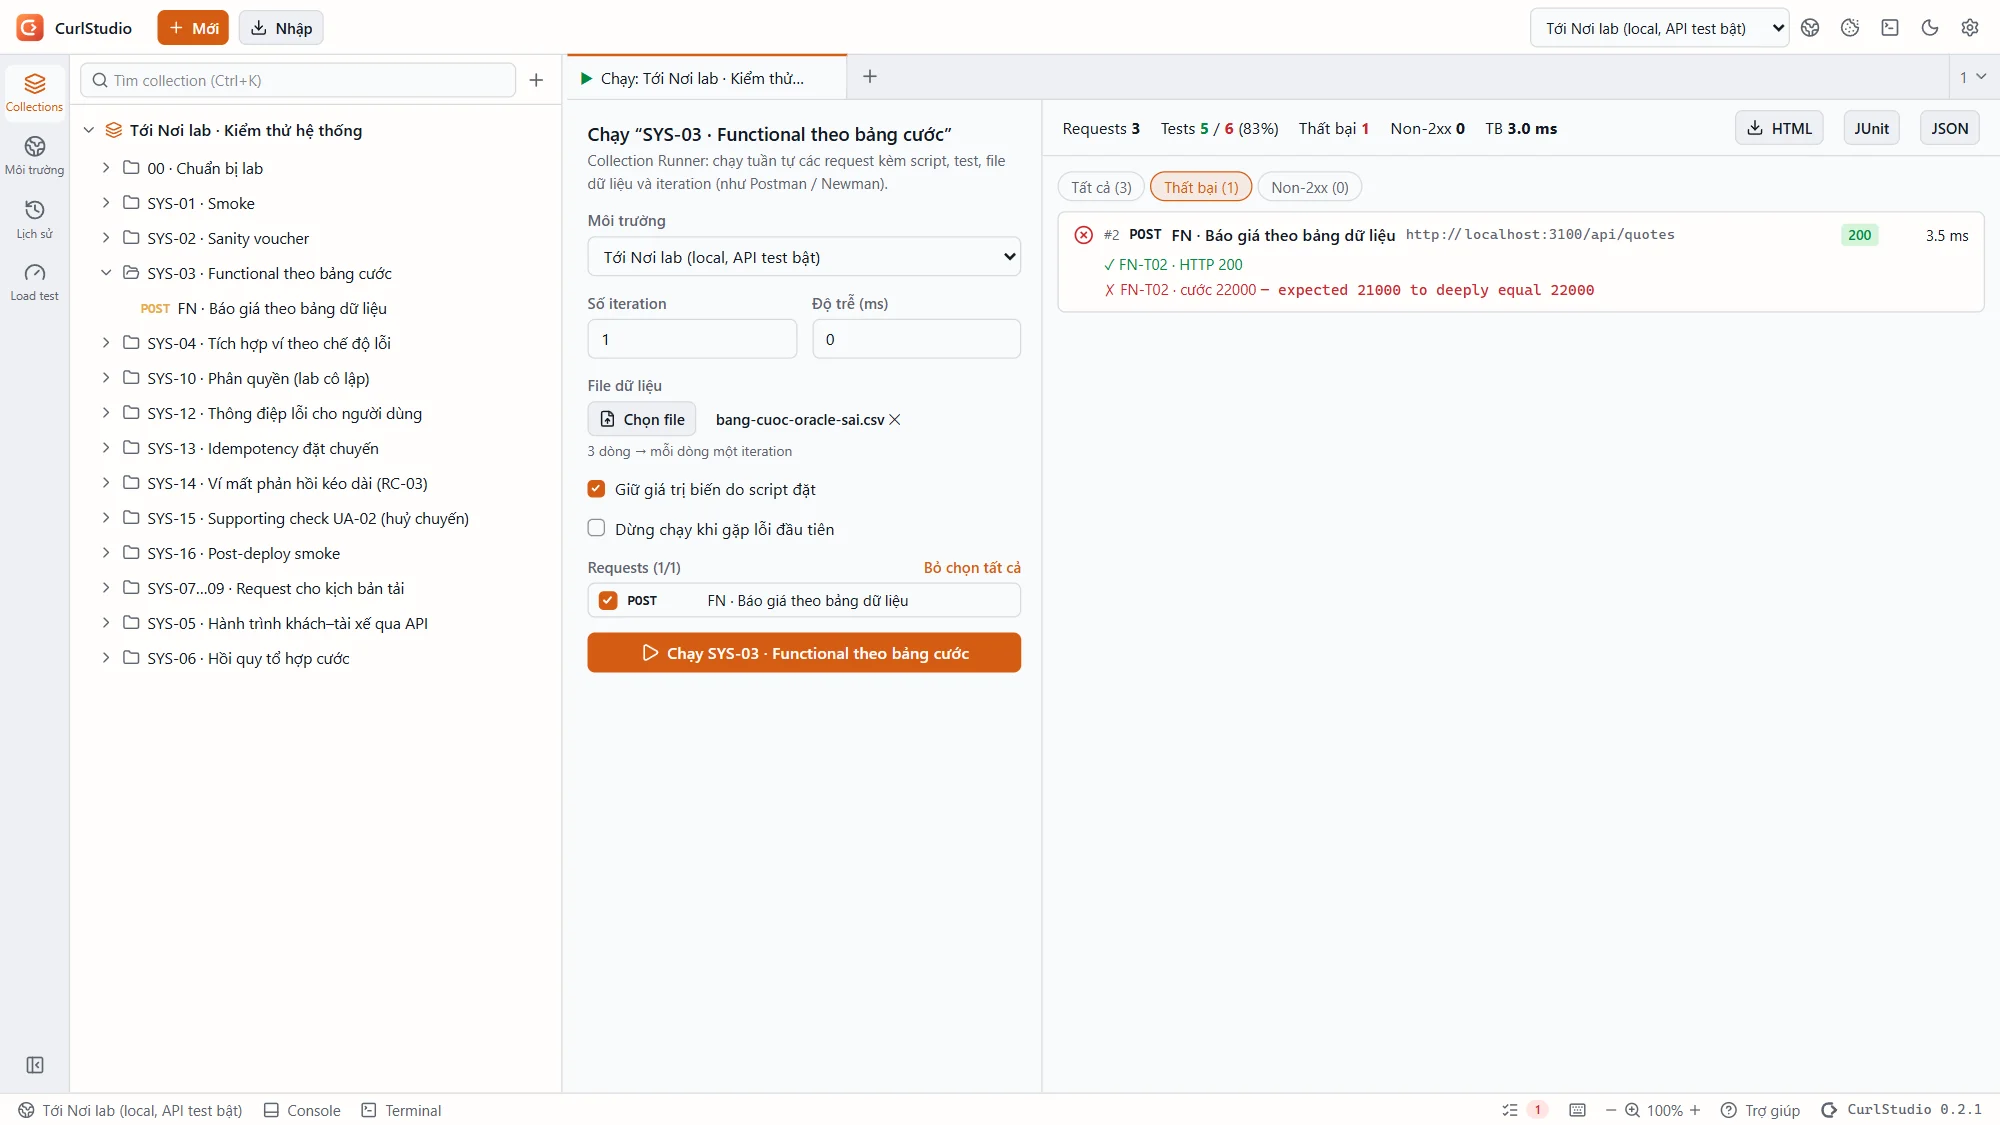 CurlStudio
Mới
Nhập
Tới Nơi lab (local, API test bật)
Collections
Môi trường
Lịch sử
Load test
Tìm collection (Ctrl+K)
Tới Nơi lab · Kiểm thử hệ thống
00 · Chuẩn bị lab
SYS-01 · Smoke
SYS-02 · Sanity voucher
SYS-03 · Functional theo bảng cước
POST FN · Báo giá theo bảng dữ liệu
SYS-04 · Tích hợp ví theo chế độ lỗi
SYS-10 · Phân quyền (lab cô lập)
SYS-12 · Thông điệp lỗi cho người dùng
SYS-13 · Idempotency đặt chuyến
SYS-14 · Ví mất phản hồi kéo dài (RC-03)
SYS-15 · Supporting check UA-02 (huỷ chuyến)
SYS-16 · Post-deploy smoke
SYS-07…09 · Request cho kịch bản tải
SYS-05 · Hành trình khách–tài xế qua API
SYS-06 · Hồi quy tổ hợp cước
Chạy: Tới Nơi lab · Kiểm thử...
1
Chạy “SYS-03 · Functional theo bảng cước”
Collection Runner: chạy tuần tự các request kèm script, test, file
dữ liệu và iteration (như Postman / Newman).
Môi trường
Tới Nơi lab (local, API test bật)
Số iteration
Độ trễ (ms)
1
0
File dữ liệu
Chọn file
bang-cuoc-oracle-sai.csv
3 dòng → mỗi dòng một iteration
Giữ giá trị biến do script đặt
Dừng chạy khi gặp lỗi đầu tiên
Requests (1/1)
Bỏ chọn tất cả
POST FN · Báo giá theo bảng dữ liệu
Chạy SYS-03 · Functional theo bảng cước
Requests 3 Tests 5 / 6 (83%) Thất bại 1 Non-2xx 0 TB 3.0 ms
HTML
JUnit
JSON
Tất cả (3)
Thất bại (1)
Non-2xx (0)
#2 POST FN · Báo giá theo bảng dữ liệu http://localhost:3100/api/quotes 200 3.5 ms
✓ FN-T02 · HTTP 200
✗ FN-T02 · cước 22000 — expected 21000 to deeply equal 22000
Tới Nơi lab (local, API test bật)
Console
Terminal
1
100%
Trợ giúp
CurlStudio 0.2.1